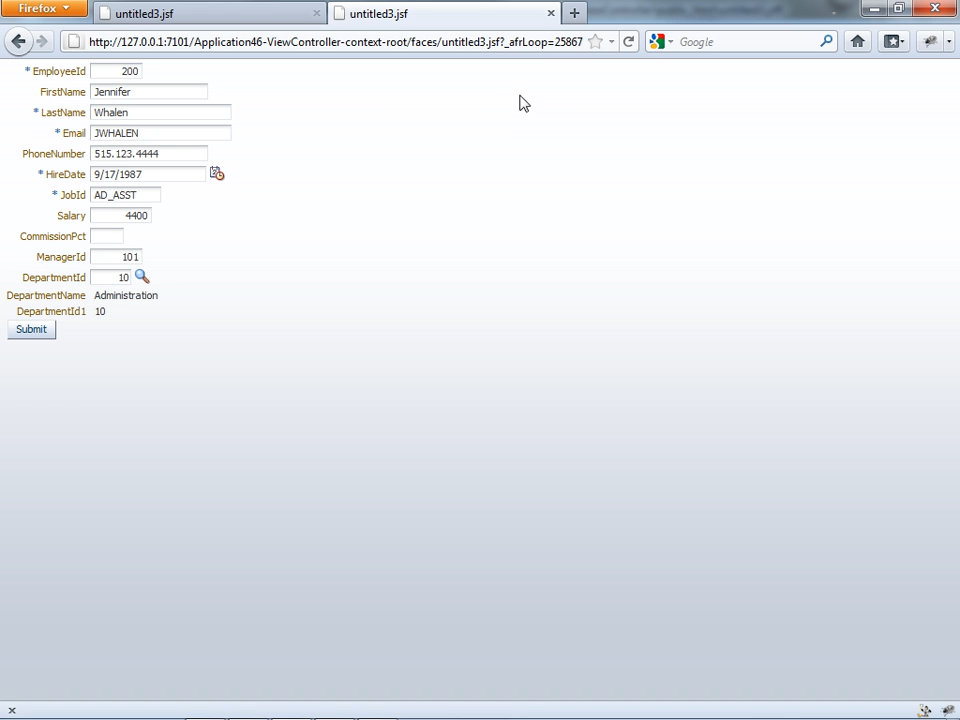 Firefox
untitled3.jsf
untitled3.jsf
http://127.0.0.1:7101/Application46-ViewController-context-root/faces/untitled3.jsf?_afrLoop=25867
Google
* EmployeeId 200
FirstName Jennifer
* LastName Whalen
* Email JWHALEN
PhoneNumber 515.123.4444
* HireDate 9/17/1987
* JobId AD_ASST
Salary 4400
CommissionPct
ManagerId 101
DepartmentId 10
DepartmentName Administration
DepartmentId1 10
Submit